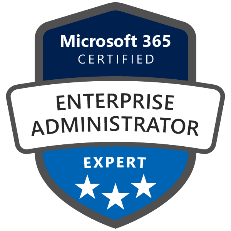 Microsoft 365
CERTIFIED
ENTERPRISE
ADMINISTRATOR
EXPERT